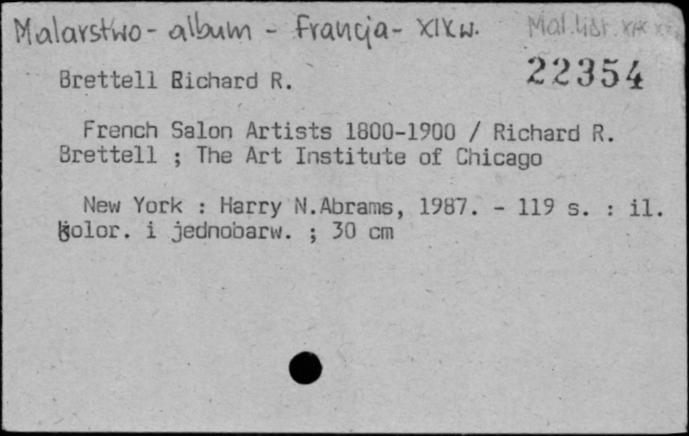 Malarstwo - album - Francja - XIX w.
22354
Brettell Richard R.
French Salon Artists 1800-1900 / Richard R.
Brettell ; The Art Institute of Chicago
New York : Harry N.Abrams, 1987. - 119 s. : il.
kolor. i jednobarw. ; 30 cm